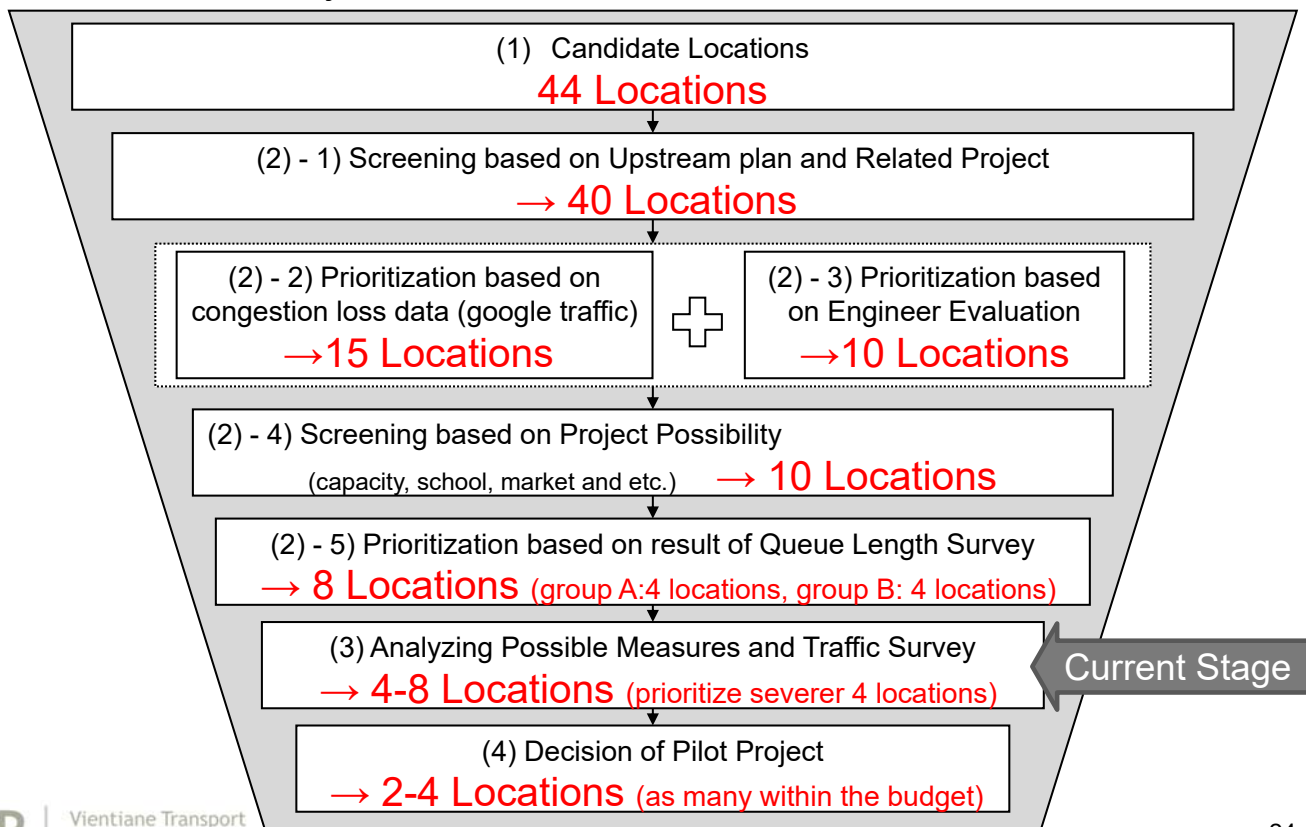 (1) Candidate Locations
44 Locations
(2) - 1) Screening based on Upstream plan and Related Project
→ 40 Locations
(2) - 2) Prioritization based on
congestion loss data (google traffic)
→15 Locations
(2) - 3) Prioritization based
on Engineer Evaluation
→10 Locations
(2) - 4) Screening based on Project Possibility
(capacity, school, market and etc.) → 10 Locations
(2) - 5) Prioritization based on result of Queue Length Survey
→ 8 Locations (group A:4 locations, group B: 4 locations)
(3) Analyzing Possible Measures and Traffic Survey
→ 4-8 Locations (prioritize severer 4 locations)
Current Stage
(4) Decision of Pilot Project
→ 2-4 Locations (as many within the budget)
Vientiane Transport